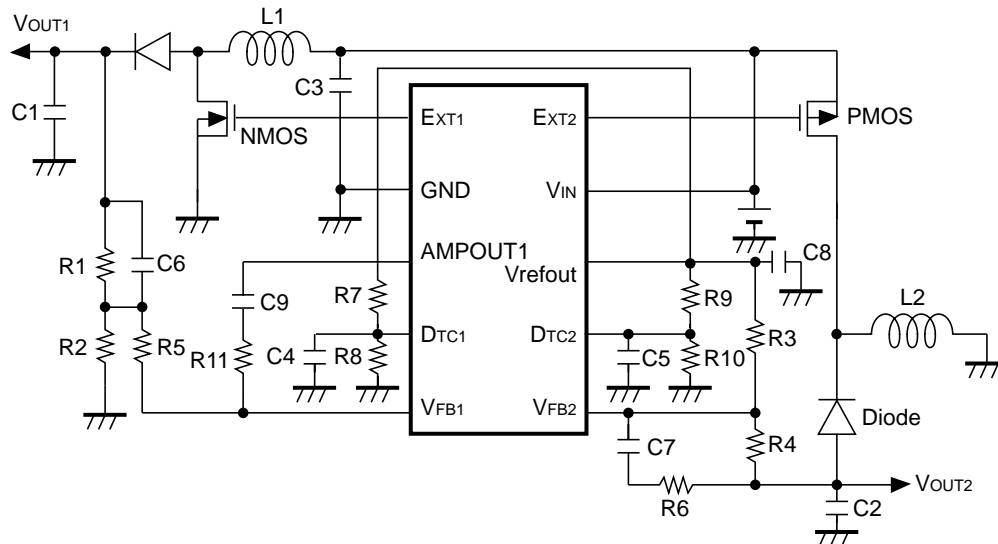 VOUT1
L1
C1
C3
NMOS
EXT1
EXT2
PMOS
GND
VIN
R1
C6
AMPOUT1
Vrefout
C8
C9
R7
R9
L2
R2
R5
R11
C4
R8
DTC1
DTC2
C5
R10
R3
VFB1
VFB2
C7
R4
Diode
R6
VOUT2
C2